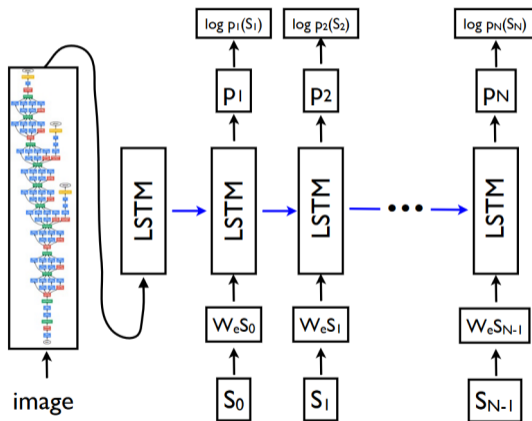 log p₁(S₁) log p₂(S₂) log pN(SN)
p₁ p₂ pN
LSTM LSTM LSTM ••• LSTM
WₑS₀ WₑS₁ WₑSN-1
image S₀ S₁ SN-1